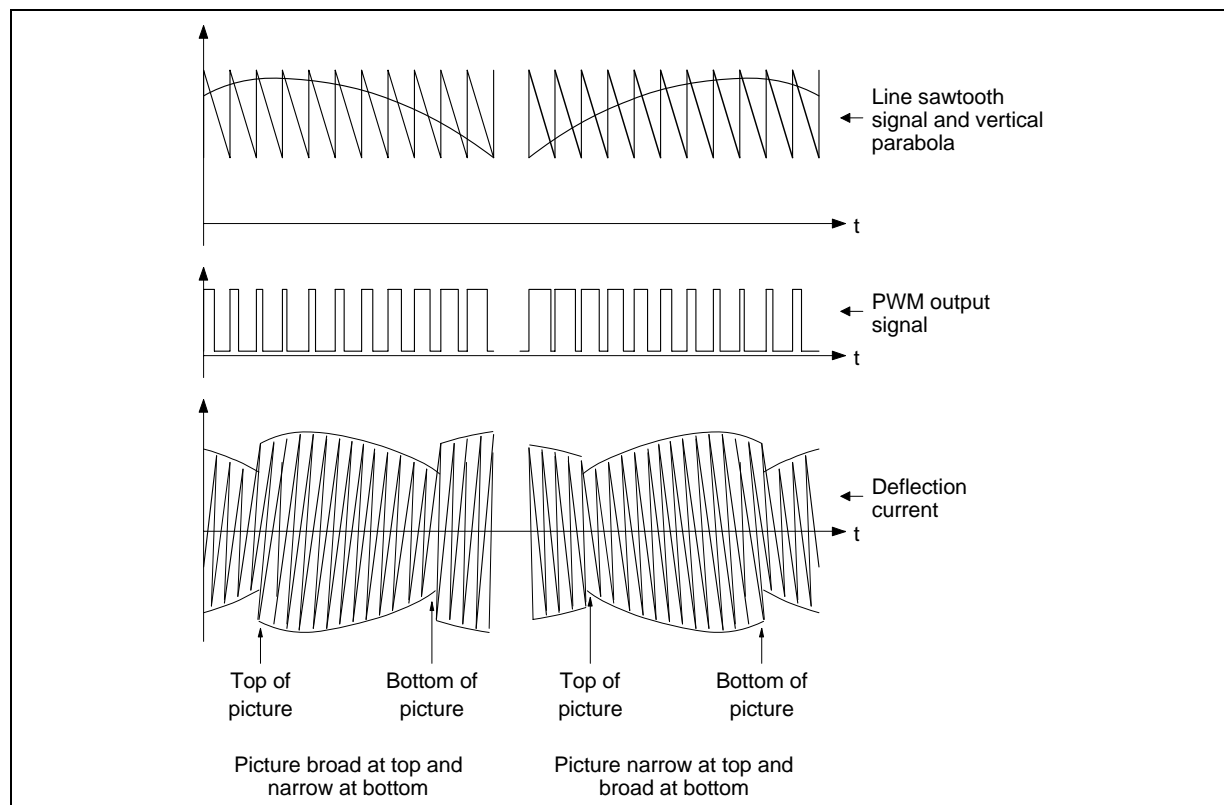 Line sawtooth
signal and vertical
parabola
t
PWM output
signal
t
Deflection
current
t
Top of
picture
Bottom of
picture
Top of
picture
Bottom of
picture
Picture broad at top and
narrow at bottom
Picture narrow at top and
broad at bottom